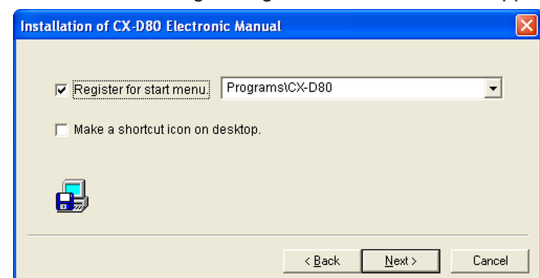 Installation of CX-D80 Electronic Manual
Register for start menu. Programs\CX-D80
Make a shortcut icon on desktop.
< Back Next > Cancel